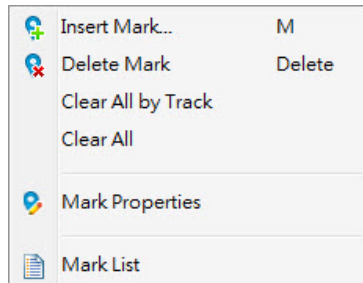 Insert Mark... M
Delete Mark Delete
Clear All by Track
Clear All
Mark Properties
Mark List